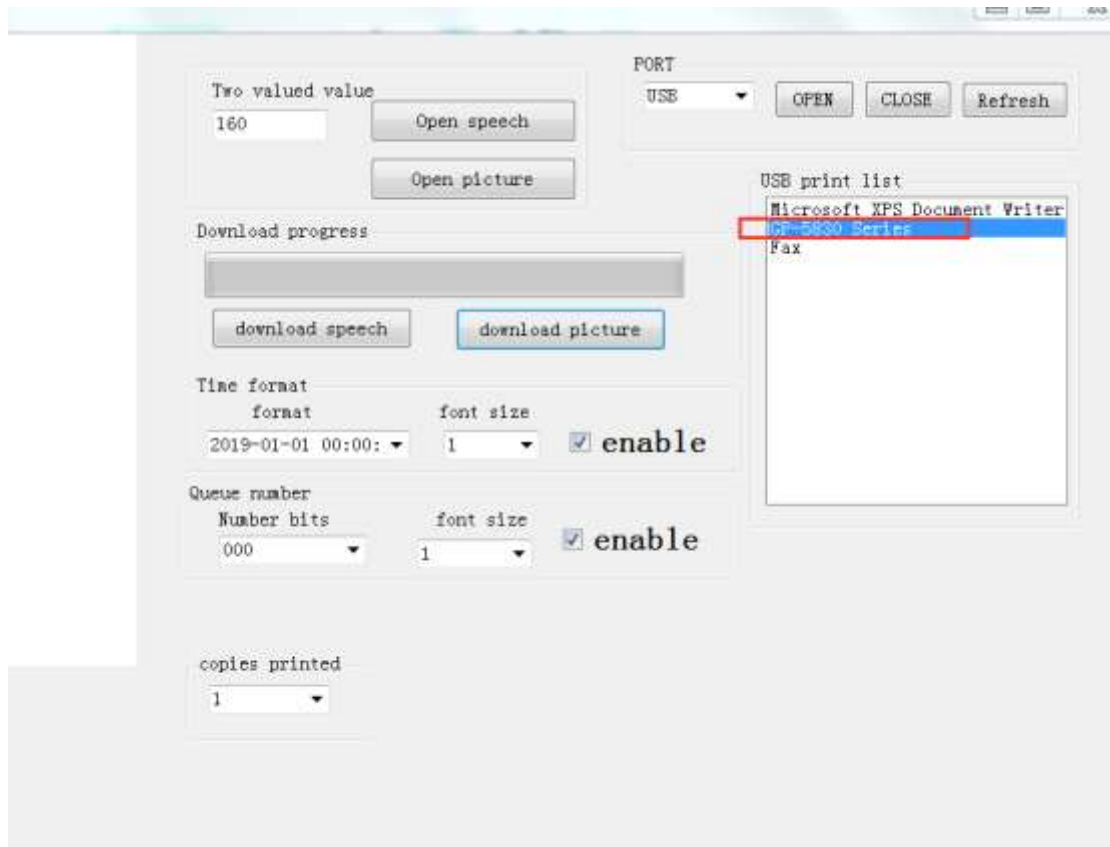 Two valued value
160
Open speech
Open picture
PORT
USB
OPEN
CLOSE
Refresh
USB print list
Microsoft XPS Document Writer
GP-5830 Series
Fax
Download progress
download speech
download picture
Time format
format
font size
2019-01-01 00:00:
1
enable
Queue number
Number bits
font size
000
1
enable
copies printed
1